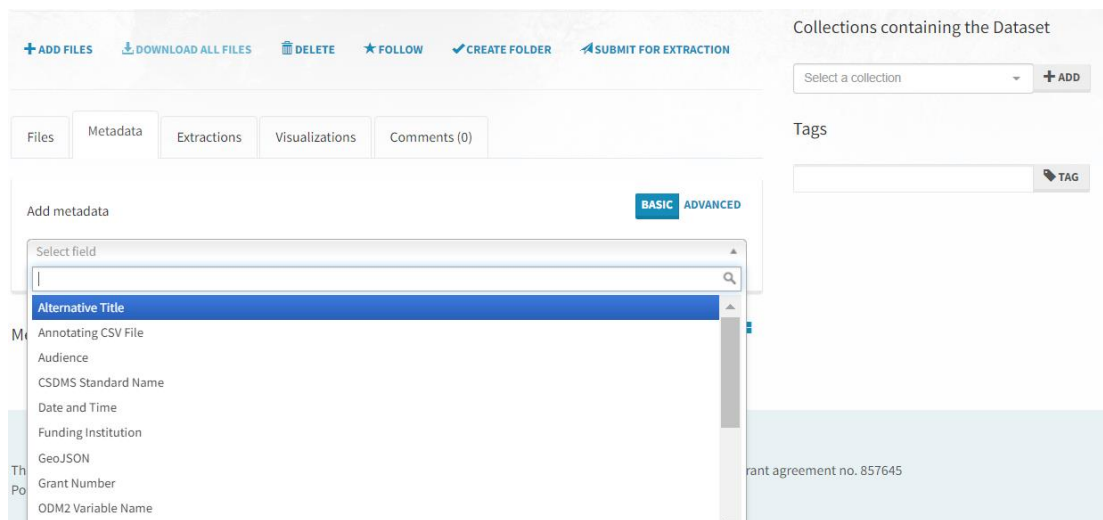 ADD FILES DOWNLOAD ALL FILES DELETE FOLLOW CREATE FOLDER SUBMIT FOR EXTRACTION
Files Metadata Extractions Visualizations Comments (0)
Add metadata
BASIC ADVANCED
Select field
Alternative Title
Annotating CSV File
Audience
CSDMS Standard Name
Date and Time
Funding Institution
GeoJSON
Grant Number
ODM2 Variable Name
Collections containing the Dataset
Select a collection
ADD
Tags
TAG
grant agreement no. 857645